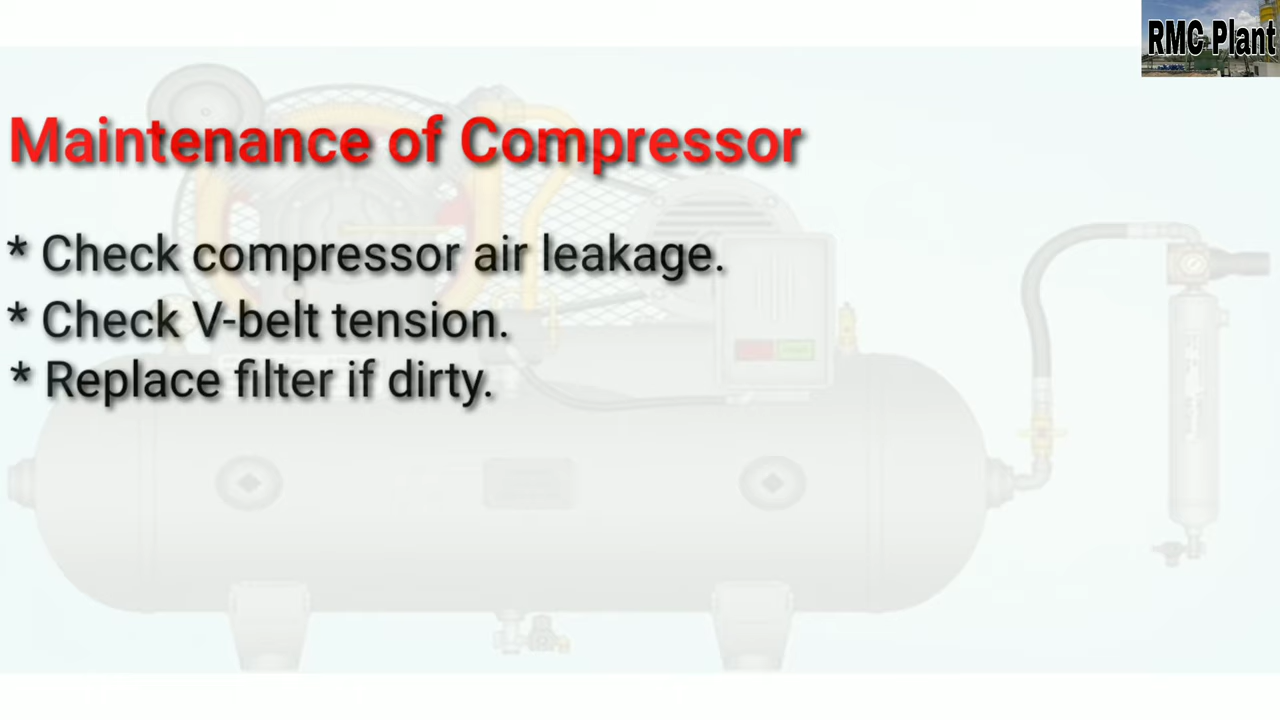 RMC Plant
Maintenance of Compressor
* Check compressor air leakage.
* Check V-belt tension.
* Replace filter if dirty.